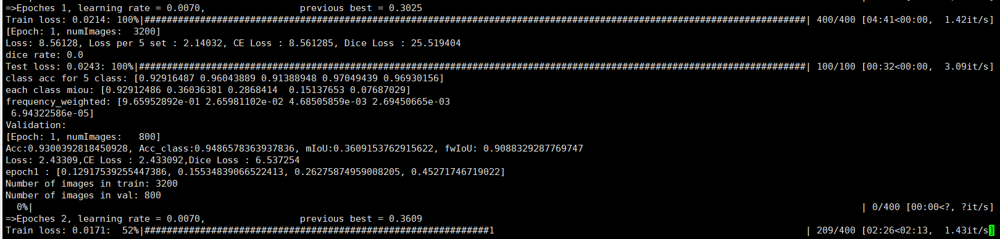 =>Epoches 1, learning rate = 0.0070,                 previous best = 0.3025
Train loss: 0.0214: 100%|#######################################################################################################################| 400/400 [04:41<00:00,  1.42it/s]
[Epoch: 1, numImages:  3200]
Loss: 8.56128, Loss per 5 set : 2.14032, CE Loss : 8.561285, Dice Loss : 25.519404
dice rate: 0.0
Test loss: 0.0243: 100%|########################################################################################################################| 100/100 [00:32<00:00,  3.09it/s]
class acc for 5 class: [0.92916487 0.96043889 0.91388948 0.97049439 0.96930156]
each class miou: [0.92912486 0.36036381 0.2868414  0.15137653 0.07687029]
frequency_weighted: [9.65952892e-01 2.65981102e-02 4.68505859e-03 2.69450665e-03
 6.94322586e-05]
Validation:
[Epoch: 1, numImages:   800]
Acc:0.9300392818450928, Acc_class:0.9486578363937836, mIoU:0.3609153762915622, fwIoU: 0.9088329287769747
Loss: 2.43309,CE Loss : 2.433092,Dice Loss : 6.537254
epoch1 : [0.12917539255447386, 0.15534839066522413, 0.26275874959008205, 0.45271746719022]
Number of images in train: 3200
Number of images in val: 800
  0%|                                                                                                                                                     | 0/400 [00:00<?, ?it/s]
=>Epoches 2, learning rate = 0.0070,                 previous best = 0.3609
Train loss: 0.0171:  52%|##############################################################1                                                        | 209/400 [02:26<02:13,  1.43it/s]